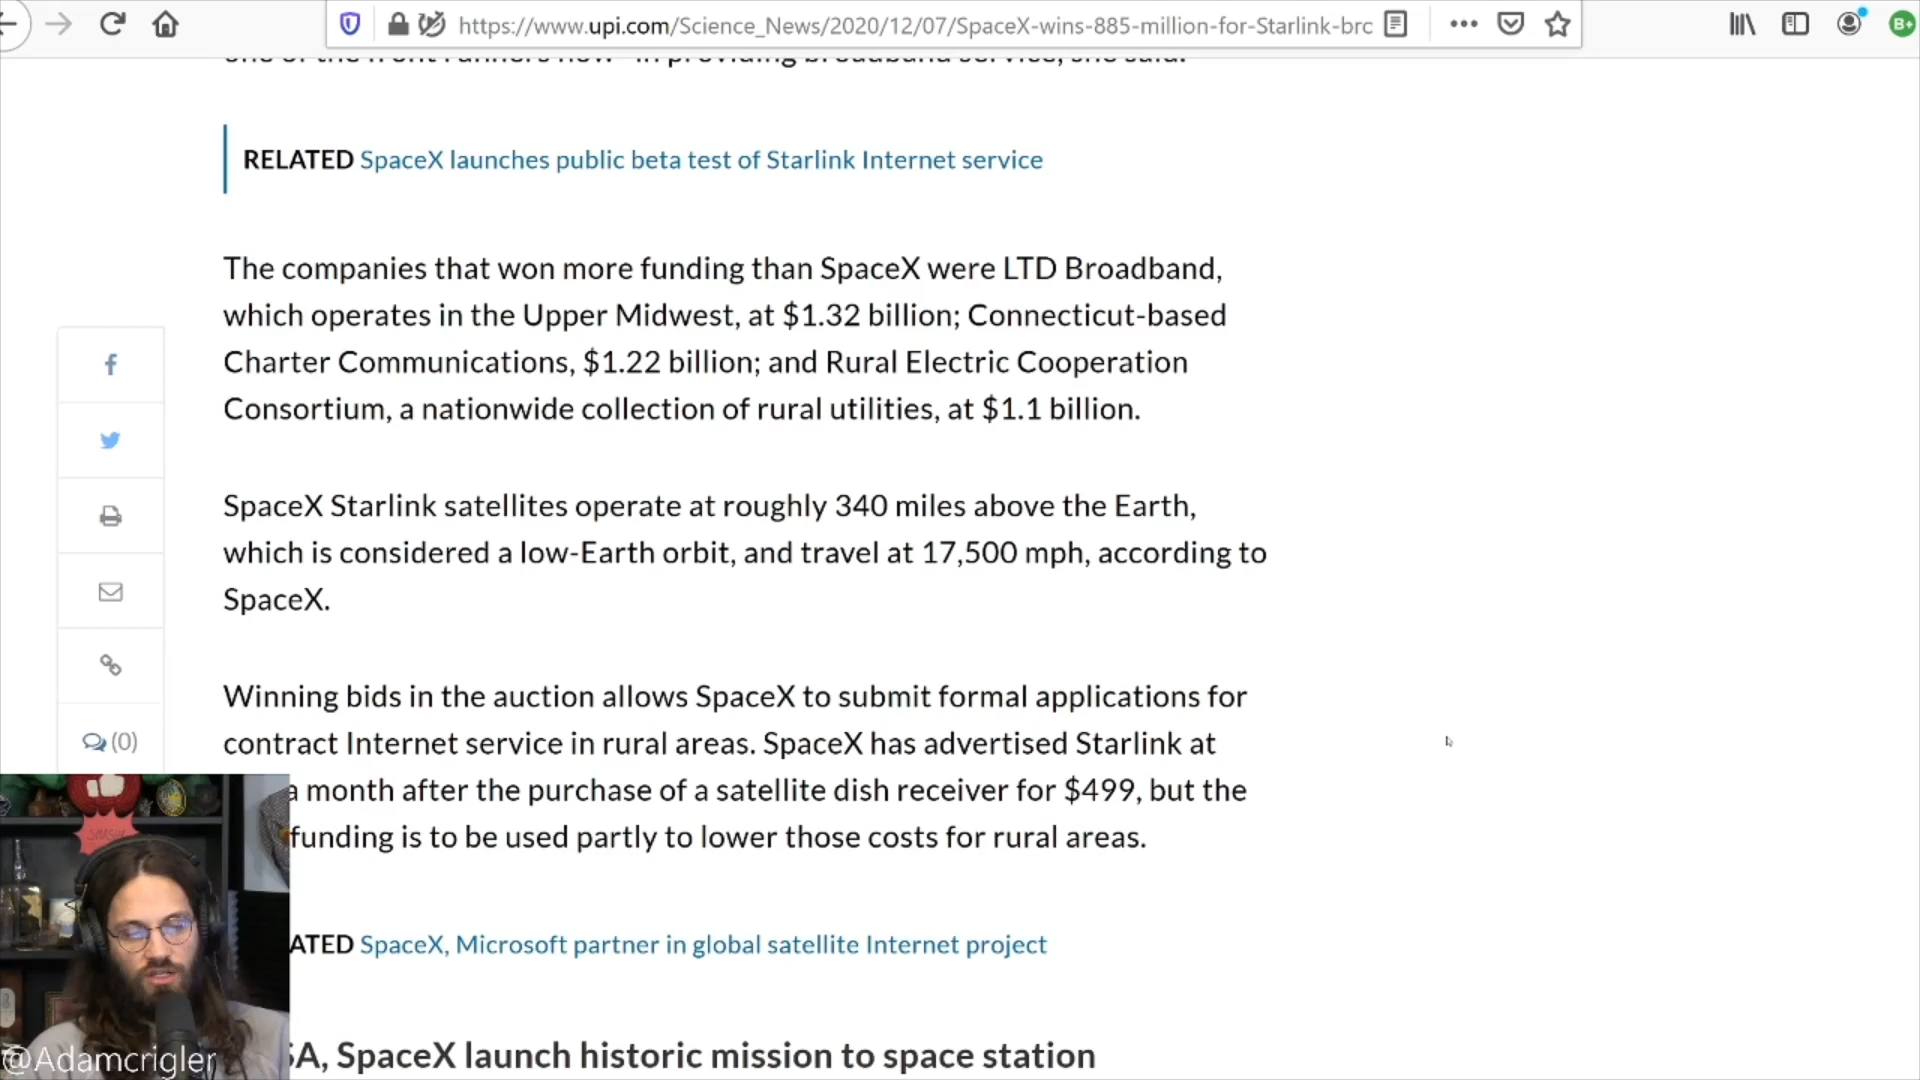 https://www.upi.com/Science_News/2020/12/07/SpaceX-wins-885-million-for-Starlink-brc
B+
one of the front runners now" in providing broadband service, she said.
RELATED SpaceX launches public beta test of Starlink Internet service
The companies that won more funding than SpaceX were LTD Broadband,
which operates in the Upper Midwest, at $1.32 billion; Connecticut-based
Charter Communications, $1.22 billion; and Rural Electric Cooperation
Consortium, a nationwide collection of rural utilities, at $1.1 billion.
SpaceX Starlink satellites operate at roughly 340 miles above the Earth,
which is considered a low-Earth orbit, and travel at 17,500 mph, according to
SpaceX.
Winning bids in the auction allows SpaceX to submit formal applications for
contract Internet service in rural areas. SpaceX has advertised Starlink at
(0)
a month after the purchase of a satellite dish receiver for $499, but the
funding is to be used partly to lower those costs for rural areas.
SMASH
ATED SpaceX, Microsoft partner in global satellite Internet project
SA, SpaceX launch historic mission to space station
@Adamcrigler